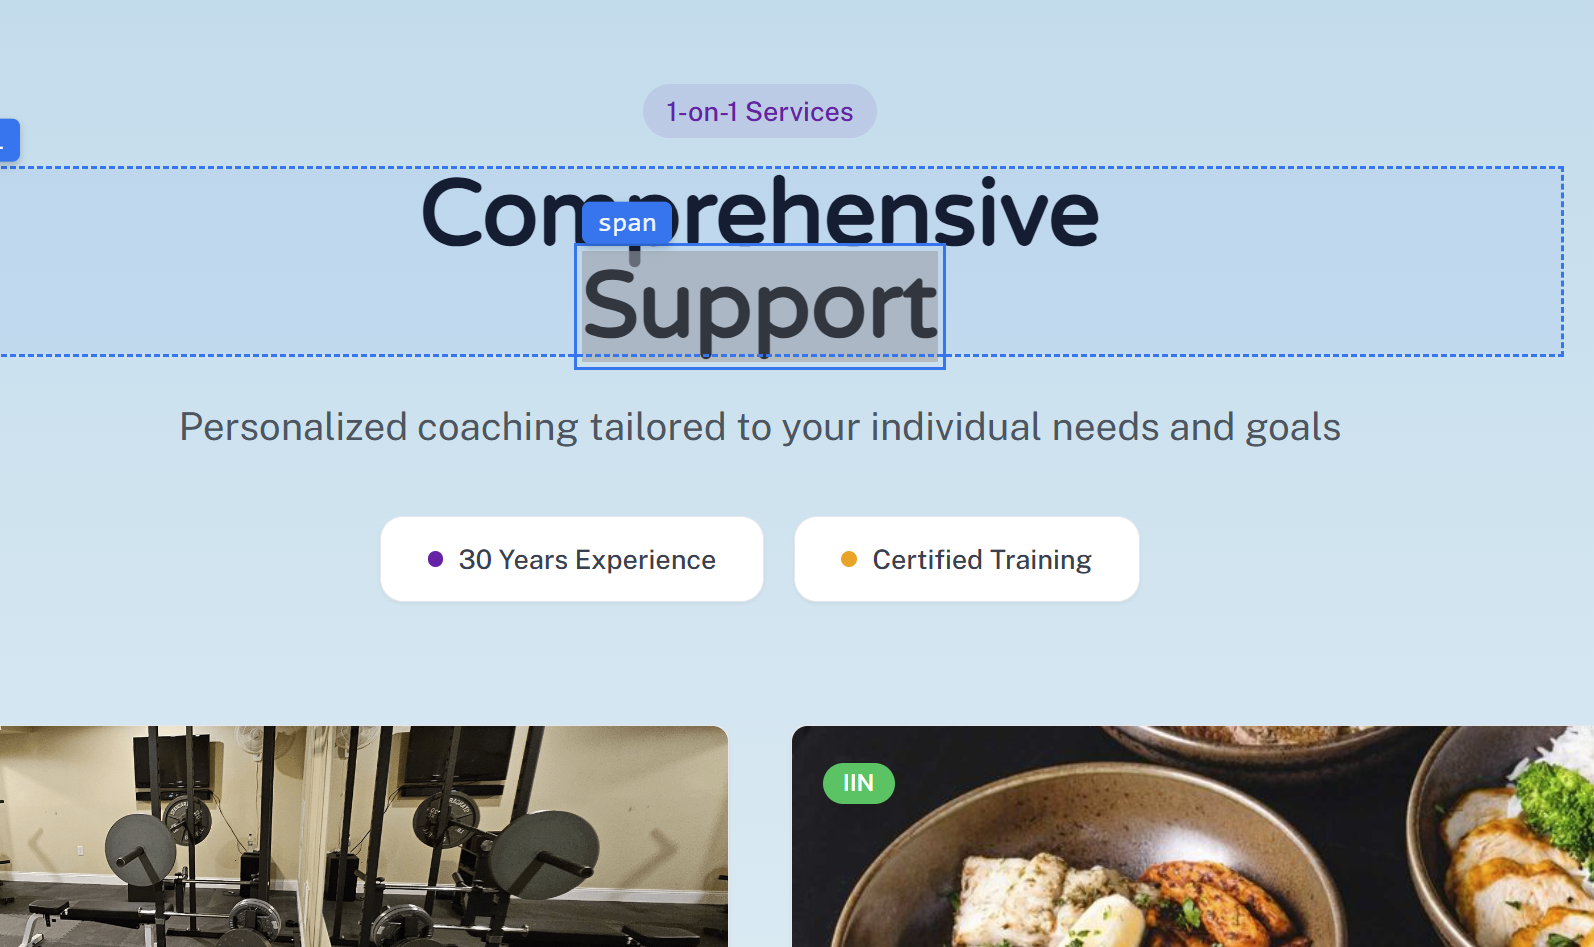 1-on-1 Services
Comprehensive
span
Support
Personalized coaching tailored to your individual needs and goals
30 Years Experience
Certified Training
IIN